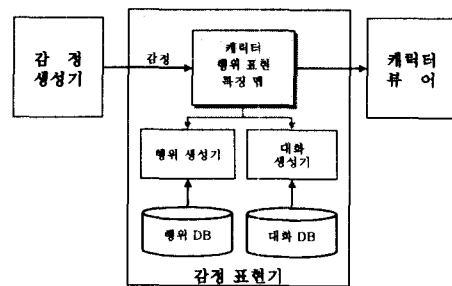 감 정
생성기
감정
캐릭터
행위 표현
특징 맵
캐릭터
뷰 어
행위 생성기
대화
생성기
행위 DB
대화 DB
감정 표현기